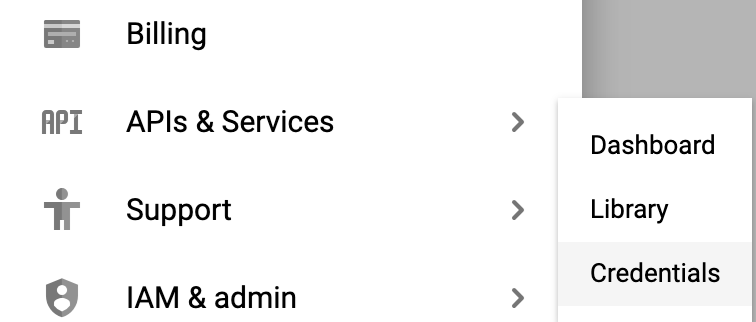 Billing
API APIs & Services
Dashboard
Support
Library
Credentials
IAM & admin